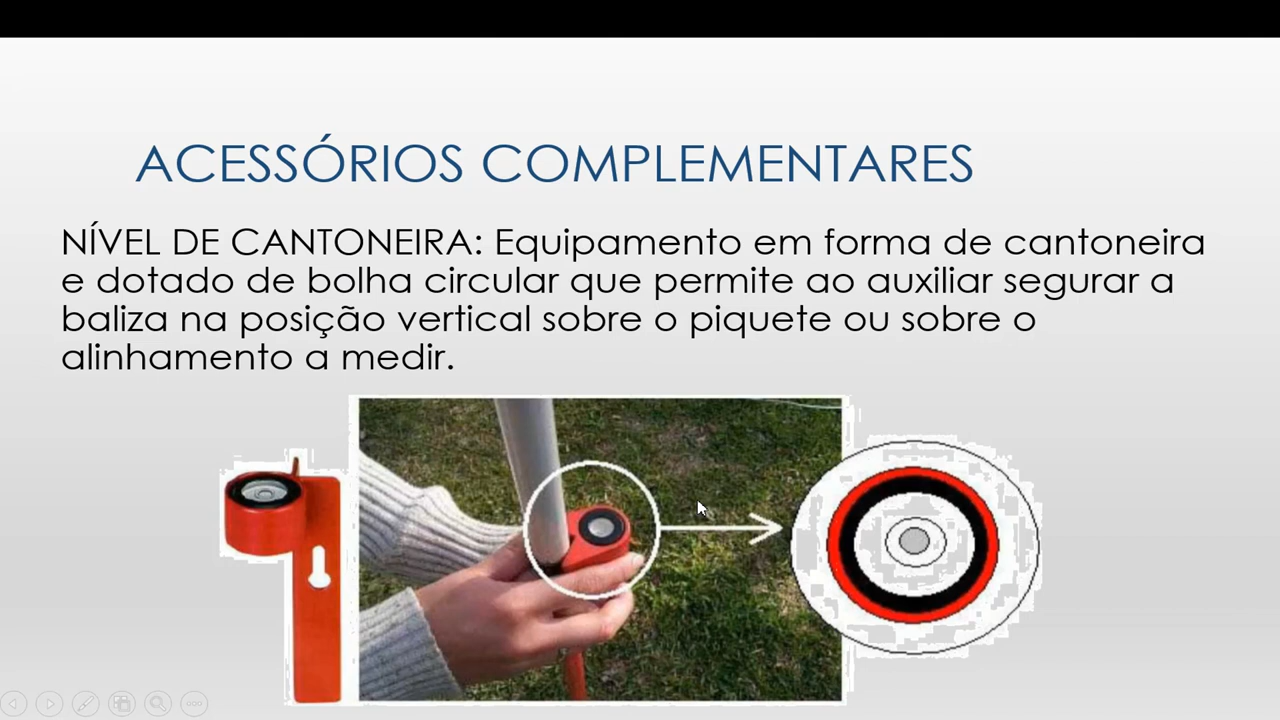 ACESSÓRIOS COMPLEMENTARES
NÍVEL DE CANTONEIRA: Equipamento em forma de cantoneira
e dotado de bolha circular que permite ao auxiliar segurar a
baliza na posição vertical sobre o piquete ou sobre o
alinhamento a medir.